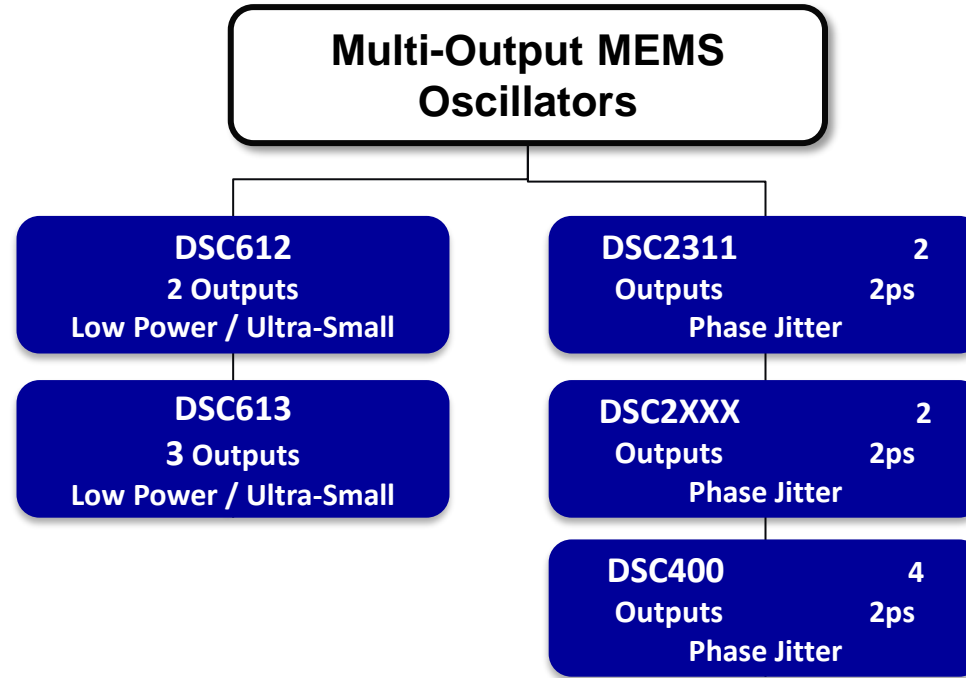 Multi-Output MEMS
Oscillators
DSC612
2 Outputs
Low Power / Ultra-Small
DSC613
3 Outputs
Low Power / Ultra-Small
DSC2311 2
Outputs 2ps
Phase Jitter
DSC2XXX 2
Outputs 2ps
Phase Jitter
DSC400 4
Outputs 2ps
Phase Jitter